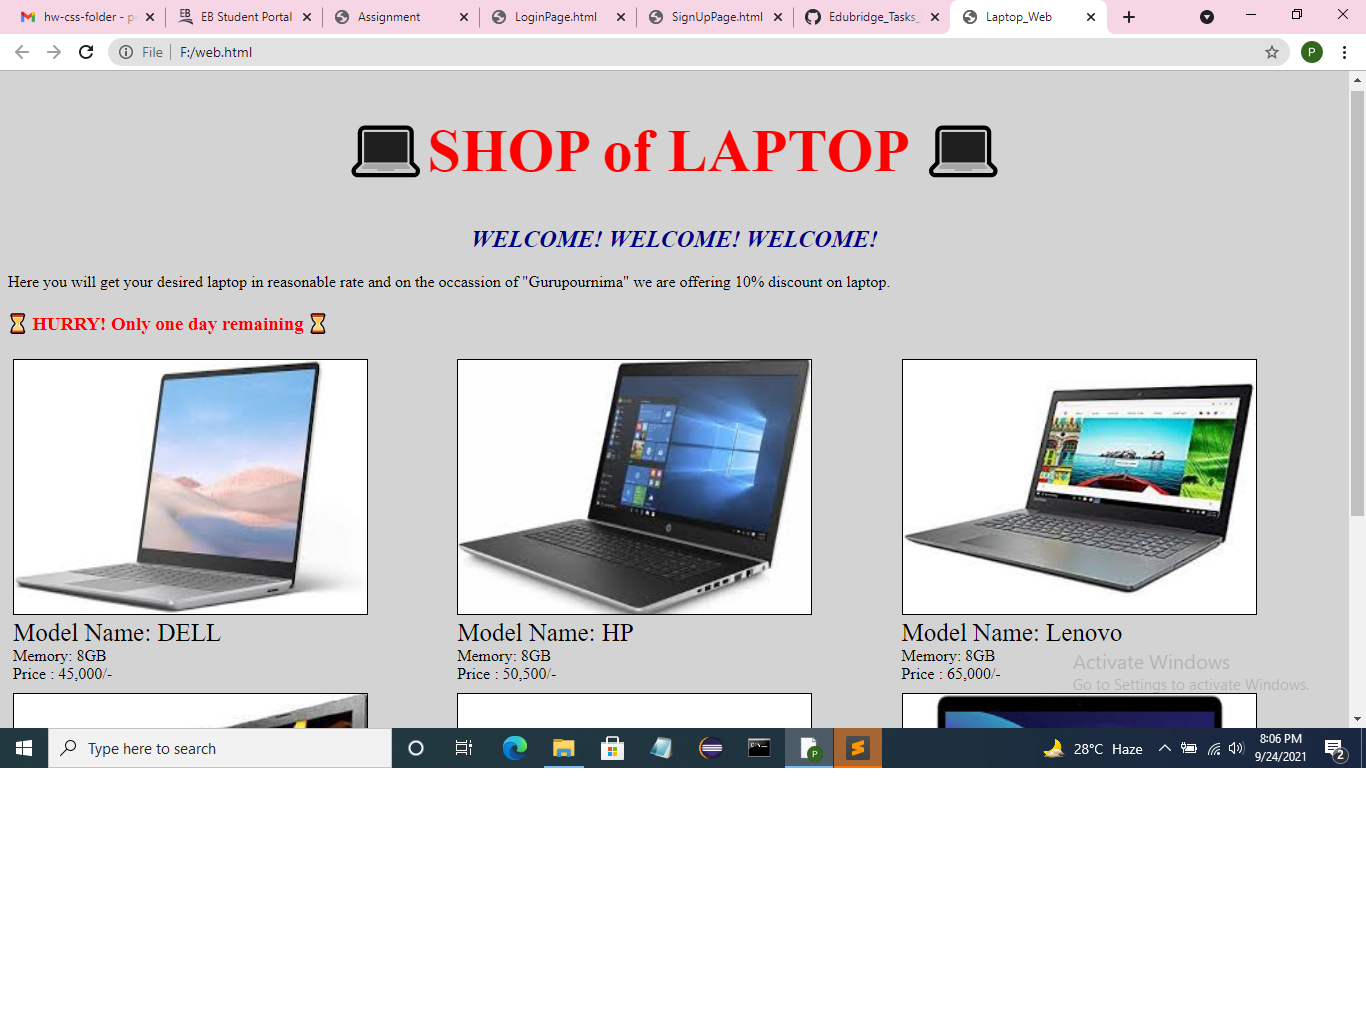 hw-css-folder - p
EB Student Portal
Assignment
LoginPage.html
SignUpPage.html
Edubridge_Tasks_
Laptop_Web
File
F:/web.html
P
SHOP of LAPTOP
WELCOME! WELCOME! WELCOME!
Here you will get your desired laptop in reasonable rate and on the occassion of "Gurupournima" we are offering 10% discount on laptop.
HURRY! Only one day remaining
Model Name: DELL
Memory: 8GB
Price : 45,000/-
Model Name: HP
Memory: 8GB
Price : 50,500/-
Model Name: Lenovo
Memory: 8GB
Price : 65,000/-
Activate Windows
Go to Settings to activate Windows.
Type here to search
28°C Haze
8:06 PM
9/24/2021
2